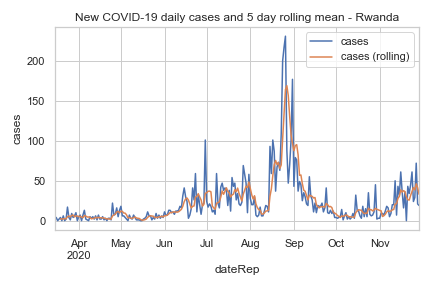 New COVID-19 daily cases and 5 day rolling mean - Rwanda
cases
cases (rolling)
200
150
100
50
0
cases
Apr
2020
May
Jun
Jul
Aug
Sep
Oct
Nov
dateRep